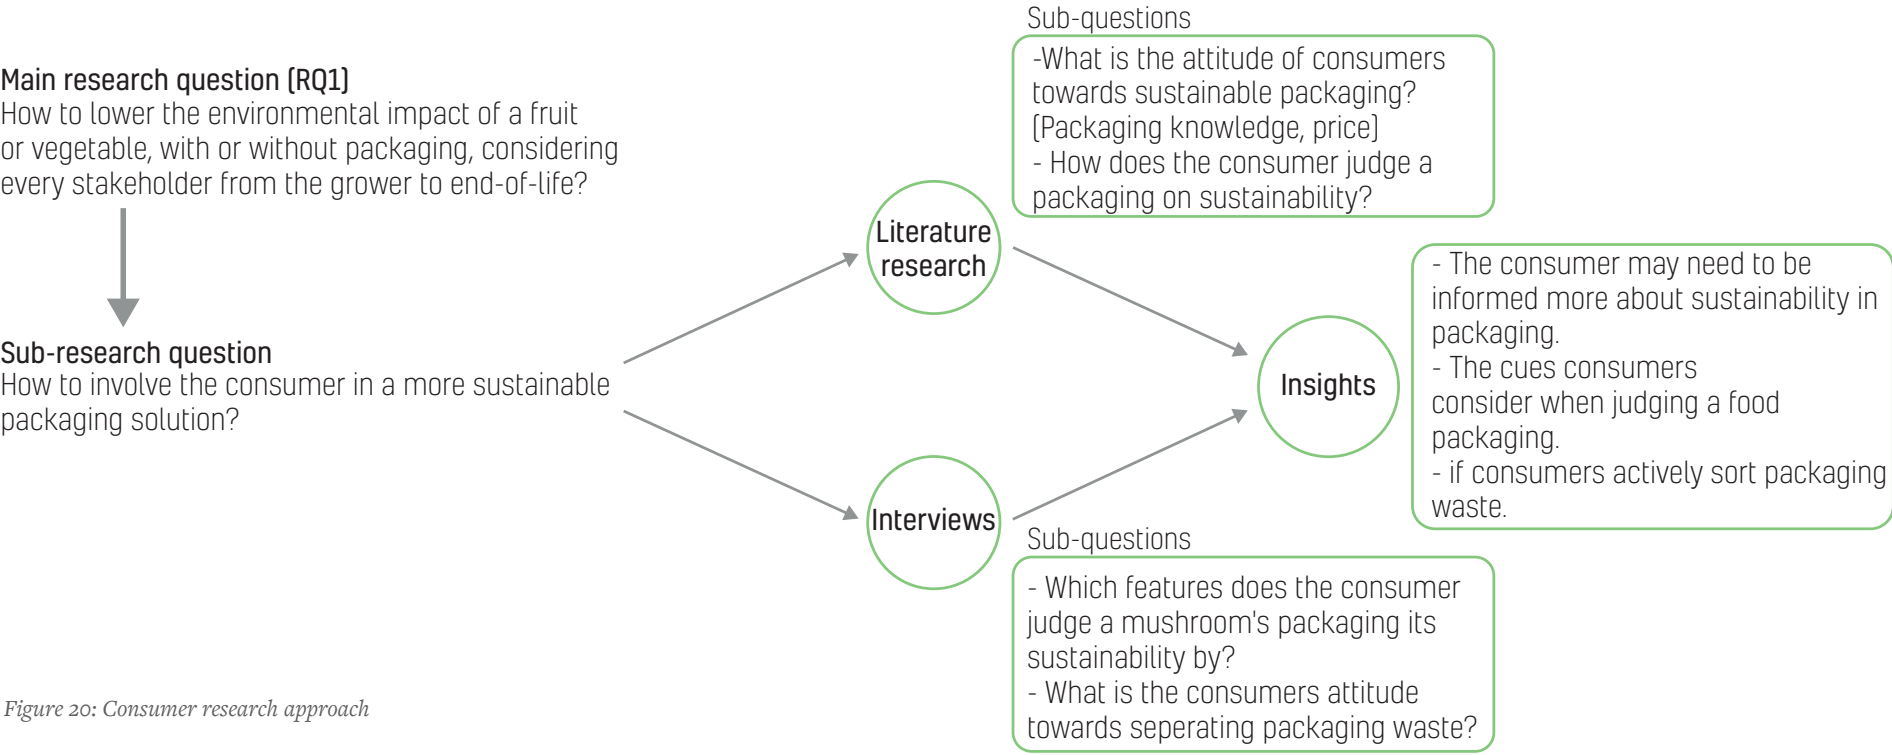 Main research question (RQ1)
How to lower the environmental impact of a fruit
or vegetable, with or without packaging, considering
every stakeholder from the grower to end-of-life?
Sub-research question
How to involve the consumer in a more sustainable
packaging solution?
Literature
research
Sub-questions
-What is the attitude of consumers
towards sustainable packaging?
(Packaging knowledge, price)
- How does the consumer judge a
packaging on sustainability?
Interviews
Sub-questions
- Which features does the consumer
judge a mushroom's packaging its
sustainability by?
- What is the consumers attitude
towards seperating packaging waste?
Insights
- The consumer may need to be
informed more about sustainability in
packaging.
- The cues consumers
consider when judging a food
packaging.
- if consumers actively sort packaging
waste.
Figure 20: Consumer research approach